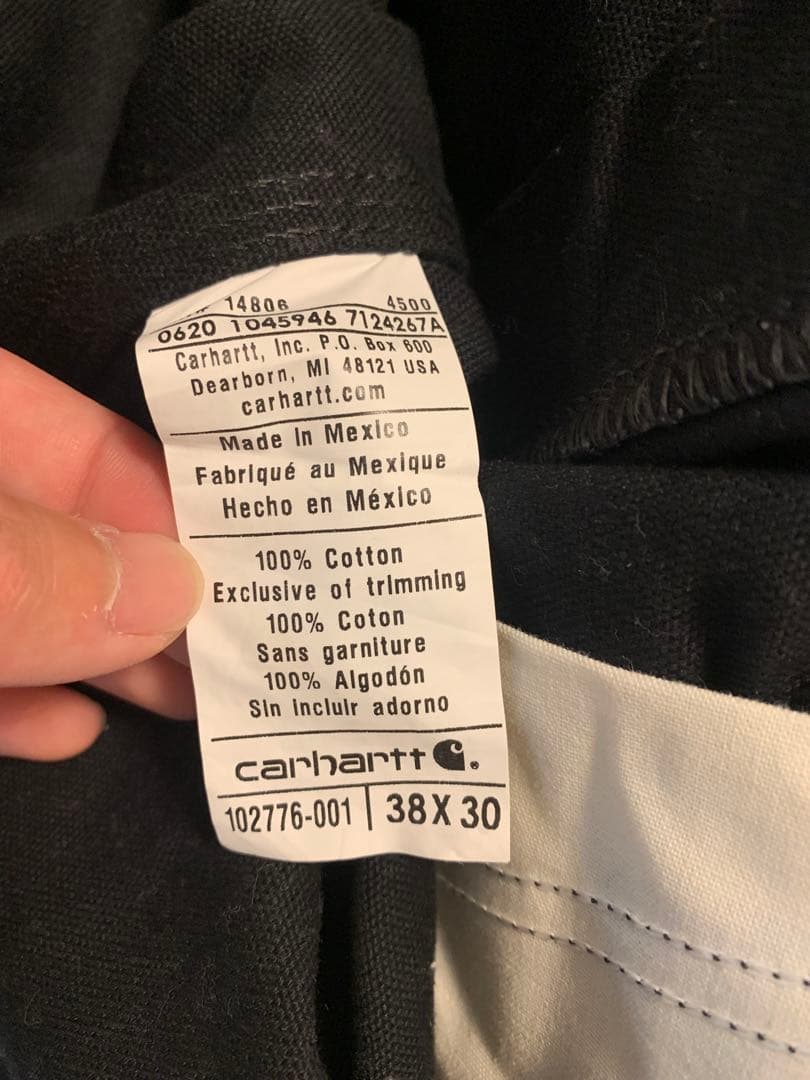 14806 4500
0620 1045946 7124267A
Carhartt, Inc. P.O. Box 600
Dearborn, MI 48121 USA
carhartt.com
Made in Mexico
Fabriqué au Mexique
Hecho en México
100% Cotton
Exclusive of trimming
100% Coton
Sans garniture
100% Algodón
Sin incluir adorno
carhartt ®
102776-001 | 38 X 30